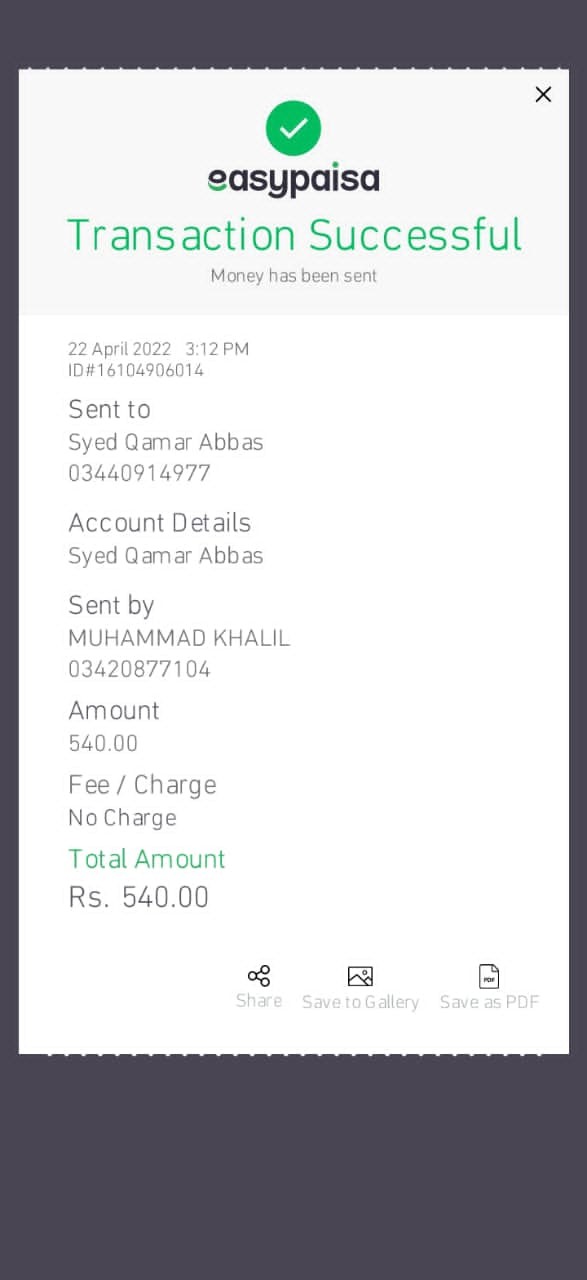 easypaisa
Transaction Successful
Money has been sent
22 April 2022 3:12 PM
ID#16104906014
Sent to
Syed Qamar Abbas
03440914977
Account Details
Syed Qamar Abbas
Sent by
MUHAMMAD KHALIL
03420877104
Amount
540.00
Fee / Charge
No Charge
Total Amount
Rs. 540.00
Share Save to Gallery PDF Save as PDF